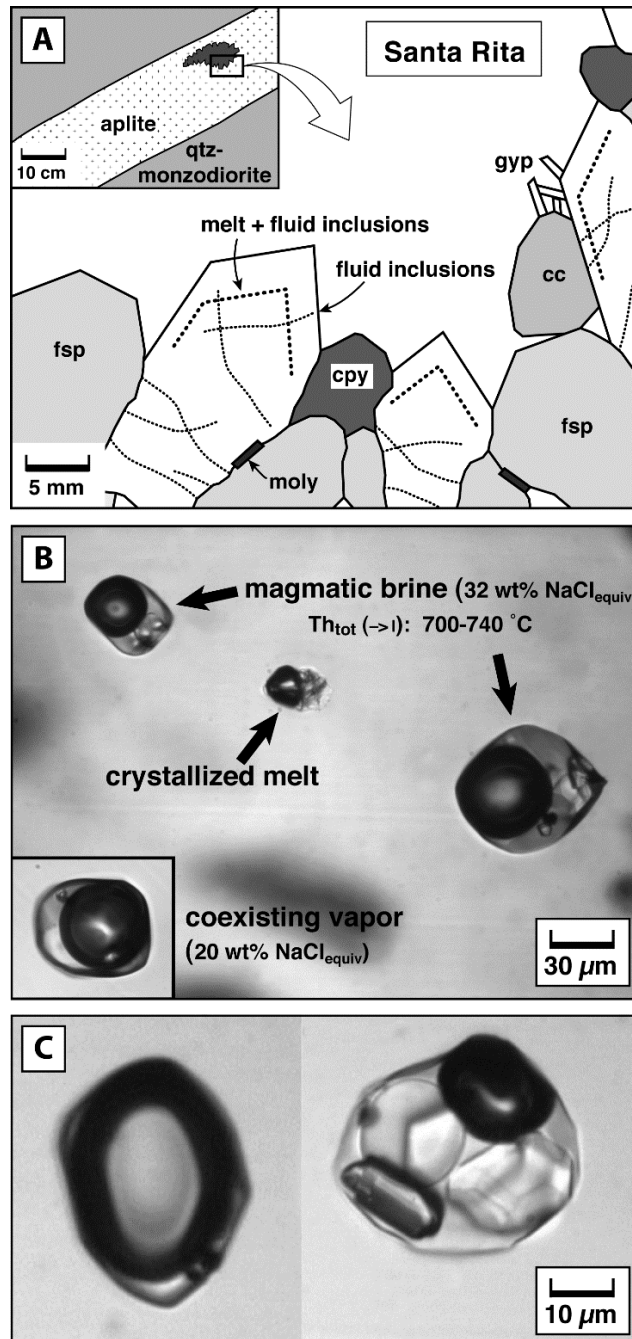 A
Santa Rita
aplite
10 cm
qtz-
monzodiorite
gyp
melt + fluid inclusions
fluid inclusions
cc
fsp
cpy
fsp
5 mm
moly
B
magmatic brine (32 wt% NaCl equiv
Th tot (–>l): 700-740 °C
crystallized melt
coexisting vapor
(20 wt% NaCl equiv)
30 µm
C
10 µm